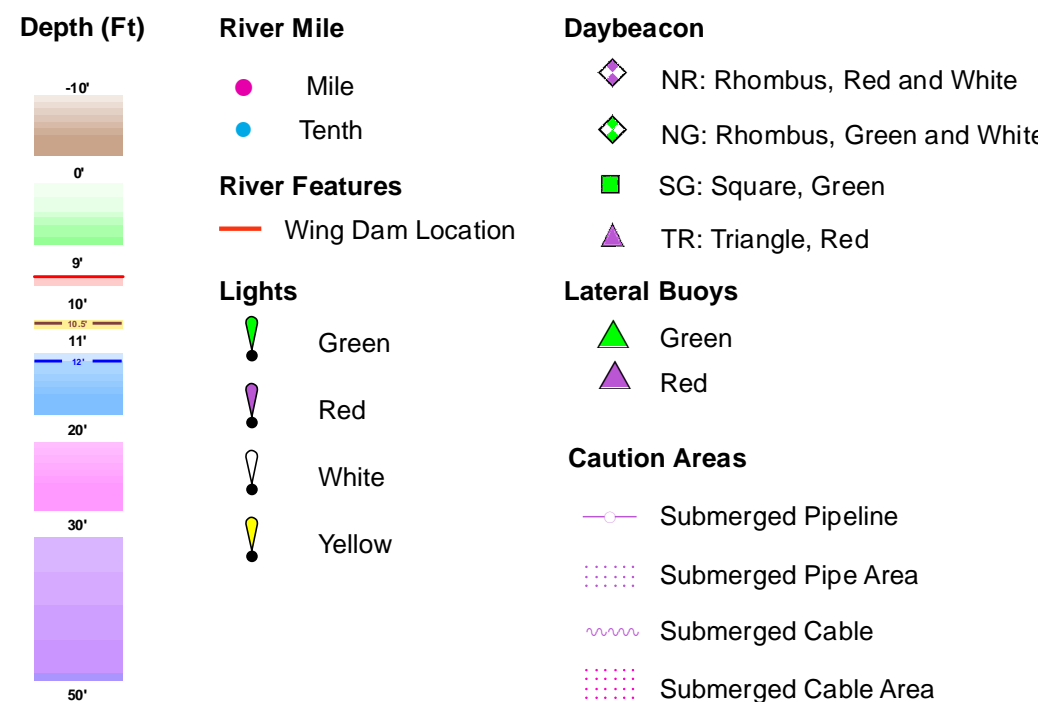 Depth (Ft)
-10'
0'
9'
10'
10.5'
11'
12'
20'
30'
50'
River Mile
Mile
Tenth
River Features
Wing Dam Location
Lights
Green
Red
White
Yellow
Daybeacon
NR: Rhombus, Red and White
NG: Rhombus, Green and White
SG: Square, Green
TR: Triangle, Red
Lateral Buoys
Green
Red
Caution Areas
Submerged Pipeline
Submerged Pipe Area
Submerged Cable
Submerged Cable Area